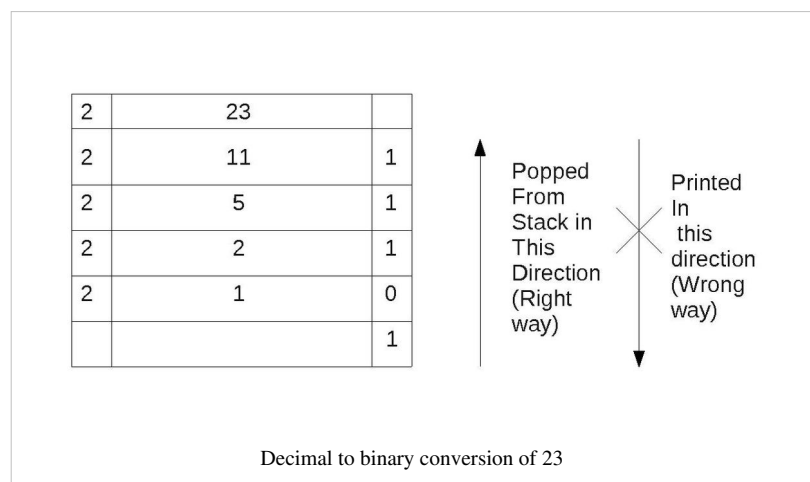 2 23
2 11 1
2 5 1
2 2 1
2 1 0
1
Popped
From
Stack in
This
Direction
(Right
way)
Printed
In
this
direction
(Wrong
way)
Decimal to binary conversion of 23